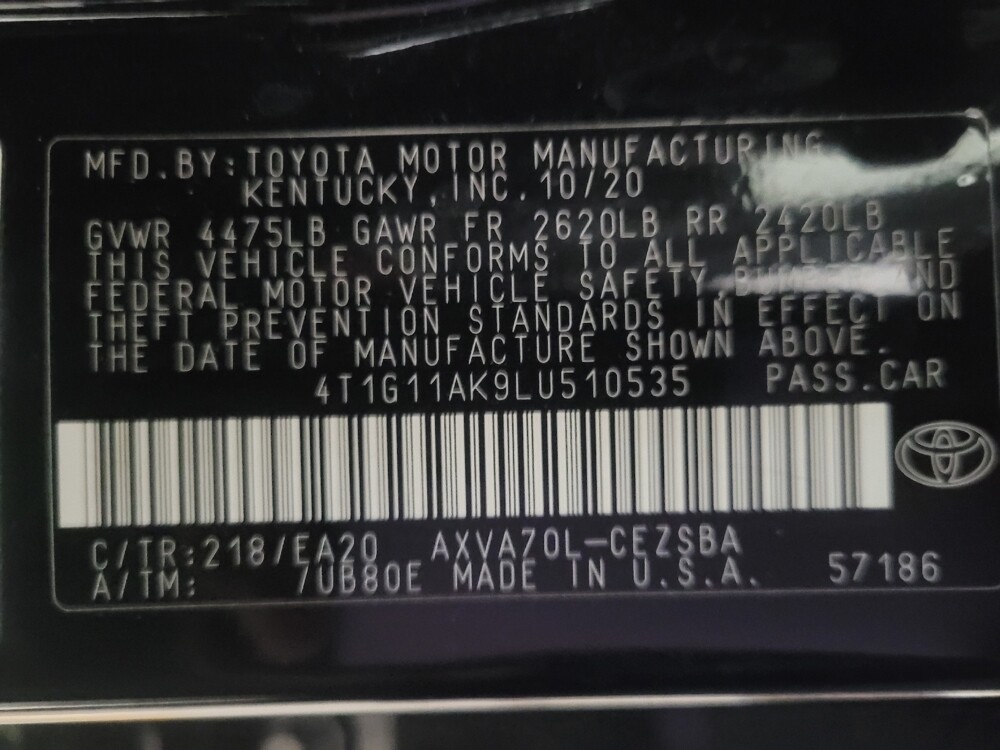 MFD.BY:TOYOTA MOTOR MANUFACTURING
KENTUCKY,INC.10/20
GVWR 4475LB GAWR FR 2620LB RR 2420LB
THIS VEHICLE CONFORMS TO ALL APPLICABLE
FEDERAL MOTOR VEHICLE SAFETY,BUMPER AND
THEFT PREVENTION STANDARDS IN EFFECT ON
THE DATE OF MANUFACTURE SHOWN ABOVE.
4T1G11AK9LU510535 PASS.CAR
C/TR:218/EA20 AXVA70L-CEZSBA
A/TM: /UB80E MADE IN U.S.A. 57186